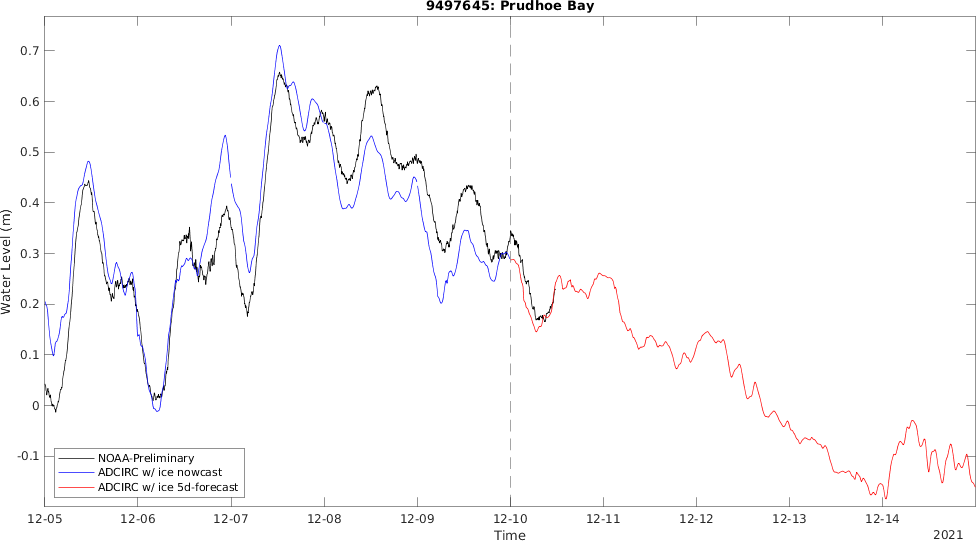 9497645: Prudhoe Bay
0.7
0.6
0.5
0.4
0.3
0.2
0.1
0
-0.1
Water Level (m)
NOAA-Preliminary
ADCIRC w/ ice nowcast
ADCIRC w/ ice 5d-forecast
12-05 12-06 12-07 12-08 12-09 12-10 12-11 12-12 12-13 12-14
Time
2021